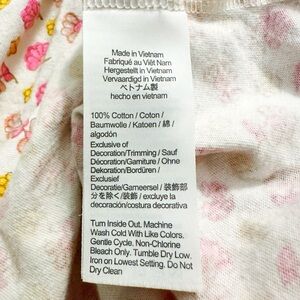 Made in Vietnam
Fabriqué au Viêt Nam
Hergestellt in Vietnam
Vervaardigd in Vietnam
ベトナム製
hecho en vietnam
100% Cotton / Coton /
Baumwolle / Katoen / 綿 /
algodón
Exclusive of
Decoration/Trimming / Sauf
Décoration/Garniture / Ohne
Dekoration/Bordüren /
Exclusief
Decoratie/Garneersel / 装飾部
分を除く/装飾 / excluye la
decoración/costura decorativa
Turn Inside Out. Machine
Wash Cold With Like Colors.
Gentle Cycle. Non-Chlorine
Bleach Only. Tumble Dry Low.
Iron on Lowest Setting. Do Not
Dry Clean